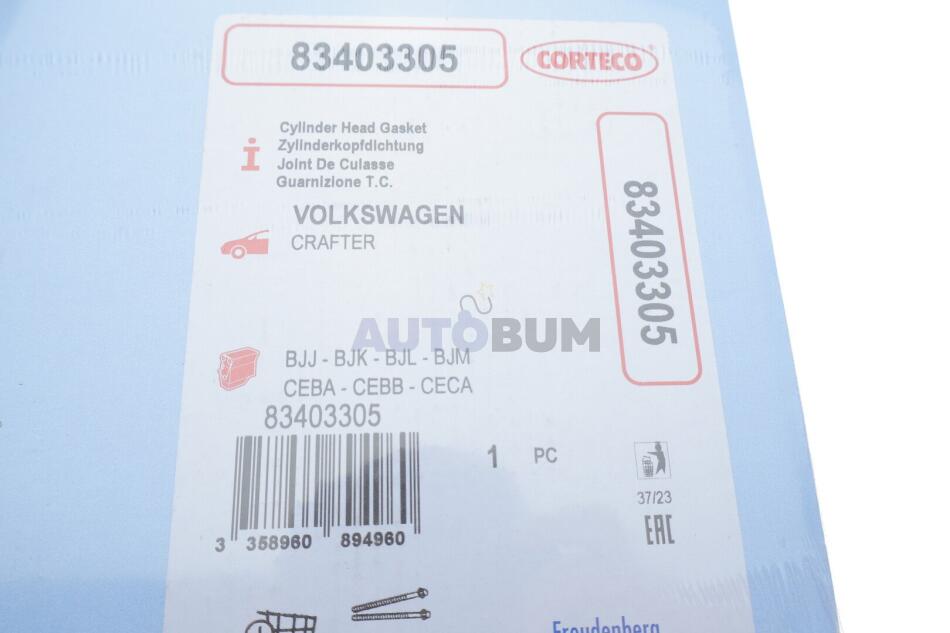 83403305
CORTECO
Cylinder Head Gasket
Zylinderkopfdichtung
Joint De Culasse
Guarnizione T.C.
VOLKSWAGEN
CRAFTER
83403305
AUTOBUM
BJJ - BJK - BJL - BJM
CEBA - CEBB - CECA
83403305
3 358960 894960
1 PC
37/23
EAC
Freudenberg